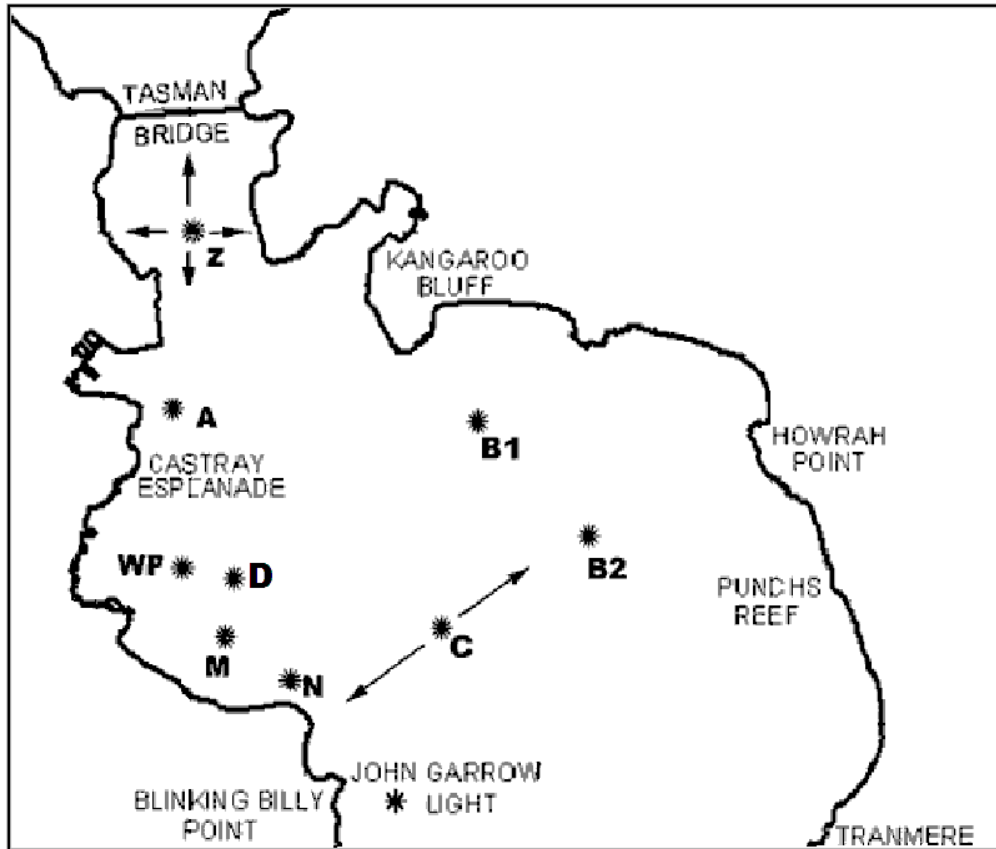 TASMAN
BRIDGE
Z
KANGAROO
BLUFF
A
B1
HOWRAH
POINT
CASTRAY
ESPLANADE
WP
D
B2
PUNCHS
REEF
M
C
N
JOHN GARROW
LIGHT
BLINKING BILLY
POINT
TRANMERE